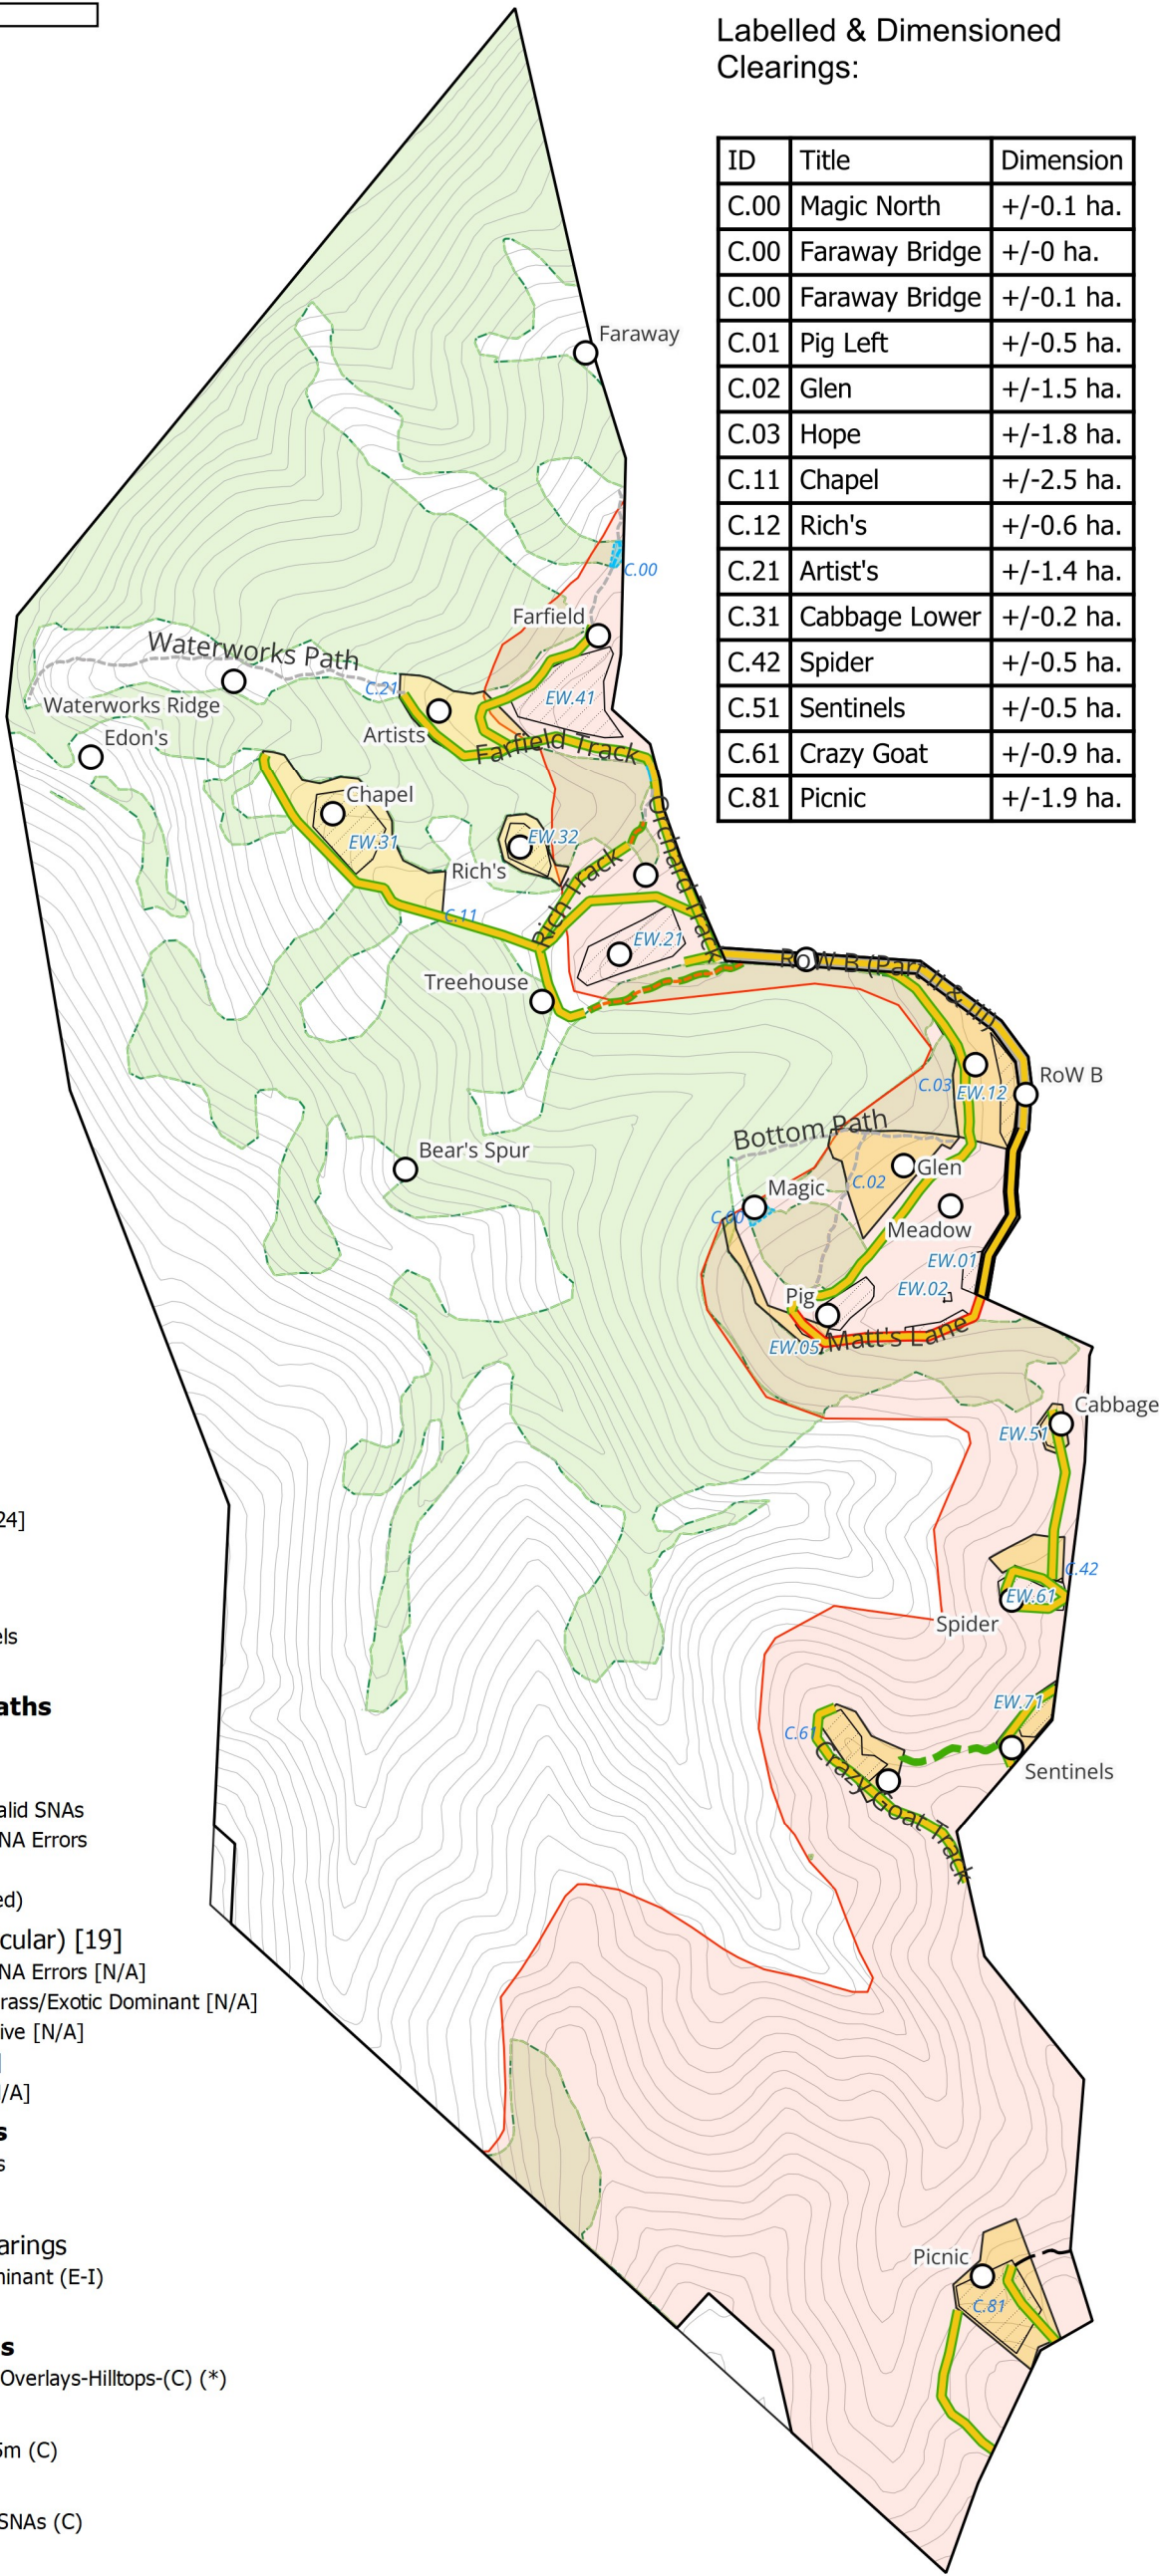 Labelled & Dimensioned
Clearings:
ID Title Dimension
C.00 Magic North +/-0.1 ha.
C.00 Faraway Bridge +/-0 ha.
C.00 Faraway Bridge +/-0.1 ha.
C.01 Pig Left +/-0.5 ha.
C.02 Glen +/-1.5 ha.
C.03 Hope +/-1.8 ha.
C.11 Chapel +/-2.5 ha.
C.12 Rich's +/-0.6 ha.
C.21 Artist's +/-1.4 ha.
C.31 Cabbage Lower +/-0.2 ha.
C.42 Spider +/-0.5 ha.
C.51 Sentinels +/-0.5 ha.
C.61 Crazy Goat +/-0.9 ha.
C.81 Picnic +/-1.9 ha.
Faraway
C.00
Farfield
Waterworks Path
C.21
EW.41
Waterworks Ridge
Artists
Edon's
Farfield Track
Chapel
Orchard Track
EW.31
EW.32
Rich's
Rich Track
C.11
EW.21
RoW B (Part II & III)
Treehouse
RoW B
C.03
EW.12
Bottom Path
Bear's Spur
Glen
C.02
Magic
C.00
Meadow
EW.01
EW.02
Pig
Matt's Lane
EW.05
Cabbage
EW.51
24]
C.42
EW.61
Spider
els
EW.71
aths
C.61
Sentinels
Crazy Goat Track
alid SNAs
NA Errors
ed)
cular) [19]
NA Errors [N/A]
rass/Exotic Dominant [N/A]
ive [N/A]
]
/A]
s
s
arings
Picnic
minant (E-I)
C.81
s
Overlays-Hilltops-(C) (*)
5m (C)
SNAs (C)